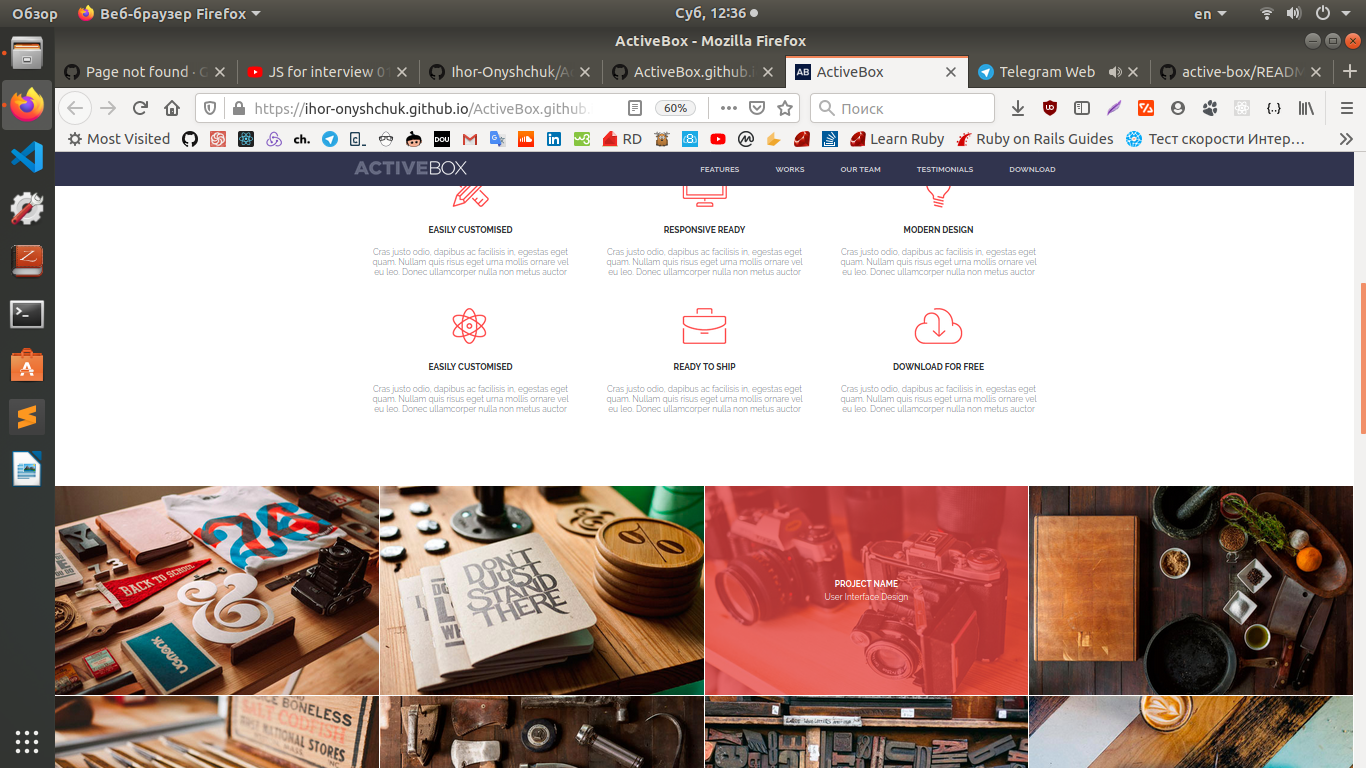 Обзор
Веб-браузер Firefox
Суб, 12:36
en
ActiveBox - Mozilla Firefox
Page not found · G
JS for interview 01
Ihor-Onyshchuk/Ac
ActiveBox.github.i
AB ActiveBox
Telegram Web
active-box/READM
https://ihor-onyshchuk.github.io/ActiveBox.github.
60%
Поиск
Most Visited
ch.
DOU
RD
Learn Ruby
Ruby on Rails Guides
Тест скорости Интер…
ACTIVEBOX
FEATURES
WORKS
OUR TEAM
TESTIMONIALS
DOWNLOAD
EASILY CUSTOMISED
Cras justo odio, dapibus ac facilisis in, egestas eget
quam. Nullam quis risus eget urna mollis ornare vel
eu leo. Donec ullamcorper nulla non metus auctor
RESPONSIVE READY
Cras justo odio, dapibus ac facilisis in, egestas eget
quam. Nullam quis risus eget urna mollis ornare vel
eu leo. Donec ullamcorper nulla non metus auctor
MODERN DESIGN
Cras justo odio, dapibus ac facilisis in, egestas eget
quam. Nullam quis risus eget urna mollis ornare vel
eu leo. Donec ullamcorper nulla non metus auctor
EASILY CUSTOMISED
Cras justo odio, dapibus ac facilisis in, egestas eget
quam. Nullam quis risus eget urna mollis ornare vel
eu leo. Donec ullamcorper nulla non metus auctor
READY TO SHIP
Cras justo odio, dapibus ac facilisis in, egestas eget
quam. Nullam quis risus eget urna mollis ornare vel
eu leo. Donec ullamcorper nulla non metus auctor
DOWNLOAD FOR FREE
Cras justo odio, dapibus ac facilisis in, egestas eget
quam. Nullam quis risus eget urna mollis ornare vel
eu leo. Donec ullamcorper nulla non metus auctor
BACK TO SCHOOL
&
Ugmonk
DON'T
JUST
STAND
THERE
PROJECT NAME
User Interface Design
BONELESS
SALT CODFISH
NATIONAL STORES